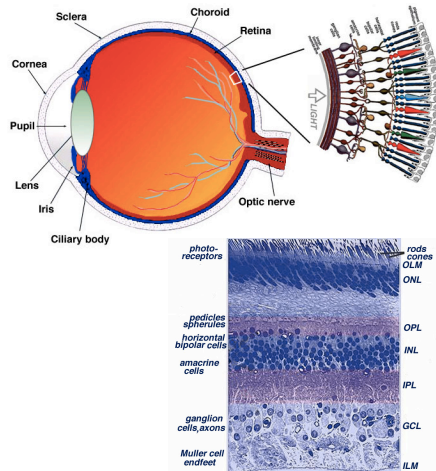 Choroid
Sclera
Retina
Cornea
Pupil
LIGHT
Lens
Iris
Optic nerve
Ciliary body
photo-
receptors
rods
cones
OLM
ONL
pedicles
spherules
OPL
horizontal
bipolar cells
INL
amacrine
cells
IPL
ganglion
cells,axons
GCL
Muller cell
endfeet
ILM